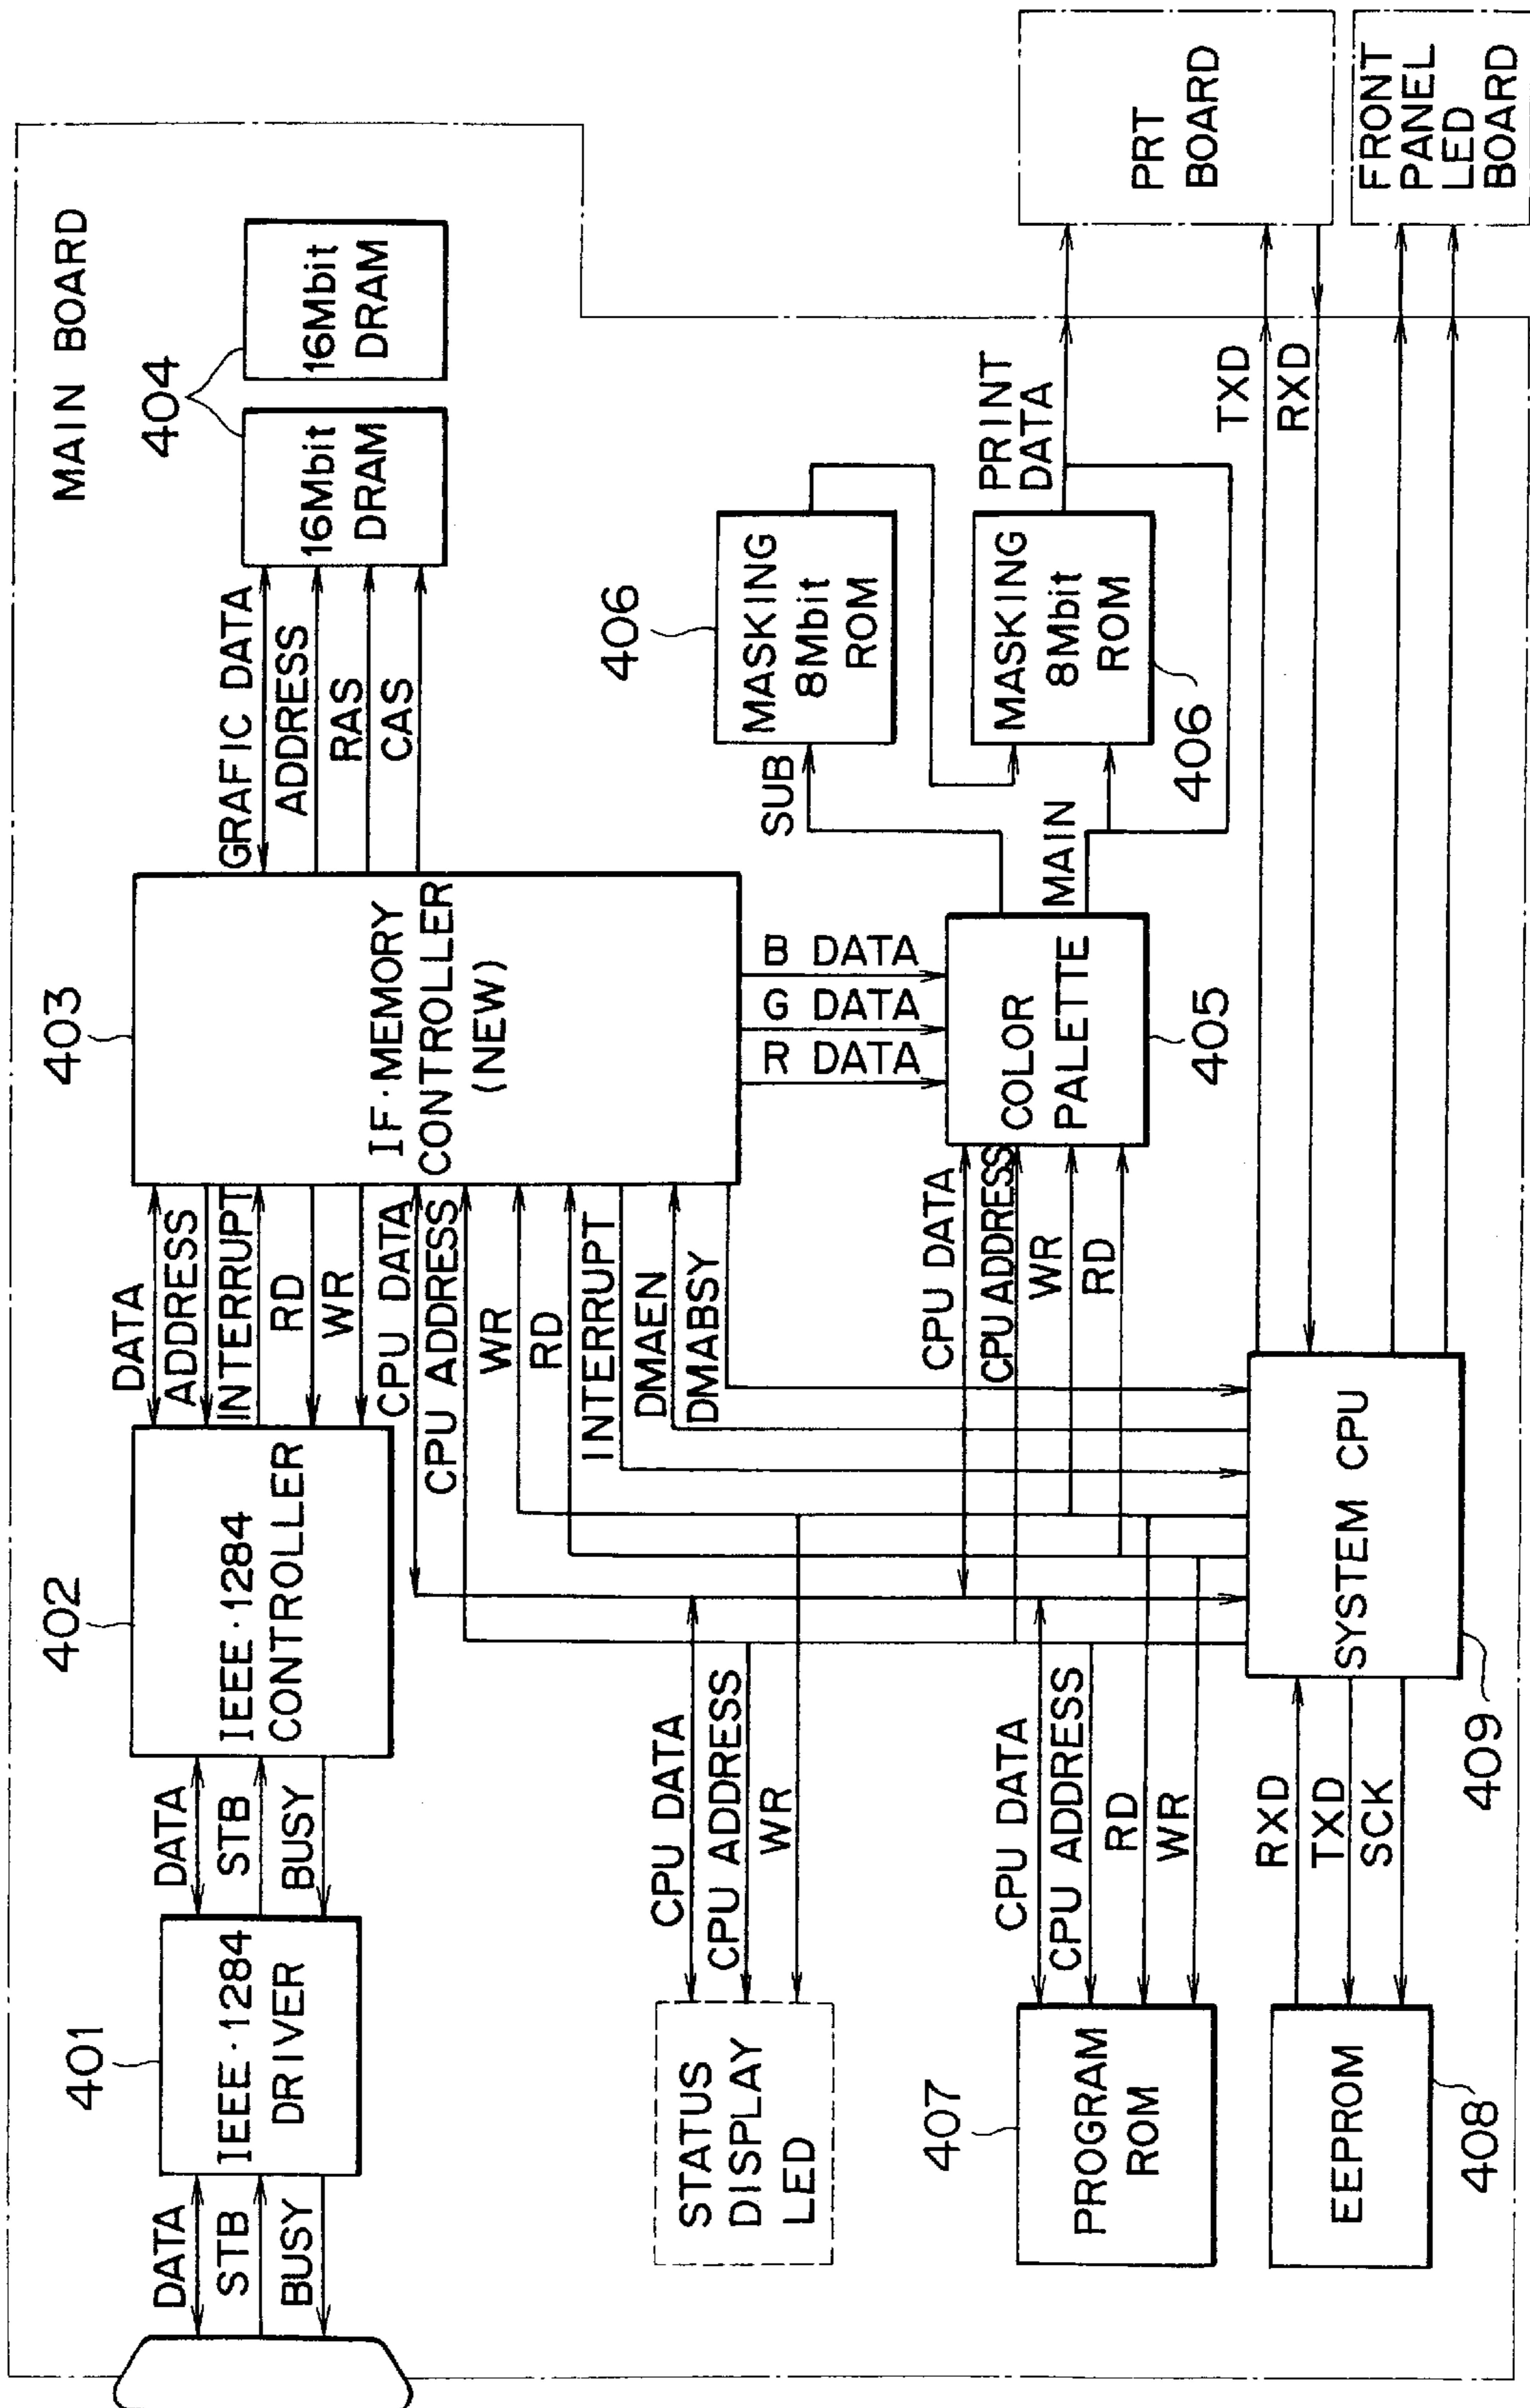 MAIN BOARD
401
IEEE·1284
DRIVER
DATA
STB
BUSY
DATA
STB
BUSY
402
IEEE·1284
CONTROLLER
DATA
ADDRESS
INTERRUPT
RD
WR
CPU DATA
CPU ADDRESS
WR
RD
INTERRUPT
DMAEN
DMABSY
403
IF·MEMORY
CONTROLLER
(NEW)
GRAFIC DATA
ADDRESS
RAS
CAS
404
16Mbit
DRAM
16Mbit
DRAM
B DATA
G DATA
R DATA
COLOR
PALETTE
405
CPU DATA
CPU ADDRESS
WR
RD
SUB
MAIN
406
MASKING
8Mbit
ROM
MASKING
8Mbit
ROM
406
PRINT
DATA
PRT
BOARD
TXD
RXD
FRONT
PANEL
LED
BOARD
STATUS
DISPLAY
LED
CPU DATA
CPU ADDRESS
WR
407
PROGRAM
ROM
CPU DATA
CPU ADDRESS
RD
WR
EEPROM
408
RXD
TXD
SCK
SYSTEM CPU
409